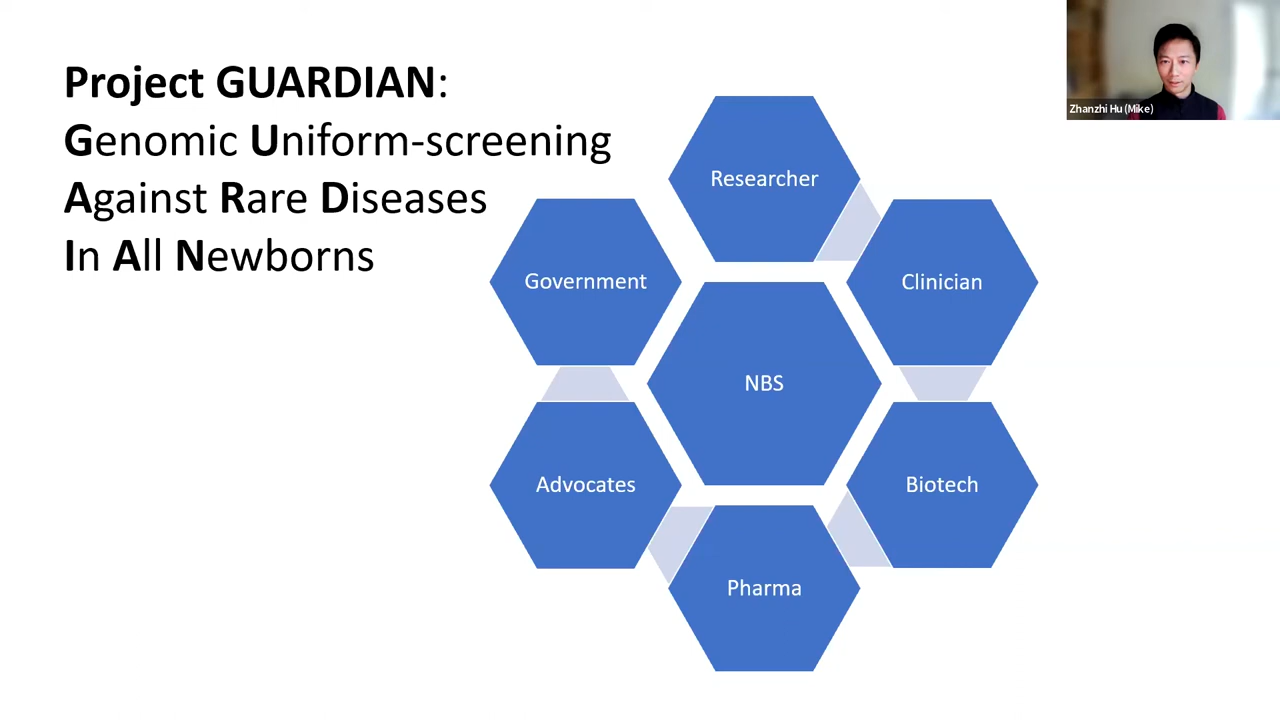 Project GUARDIAN:
Genomic Uniform-screening
Against Rare Diseases
In All Newborns
Zhanzhi Hu (Mike)
Researcher
Government
Clinician
NBS
Advocates
Biotech
Pharma